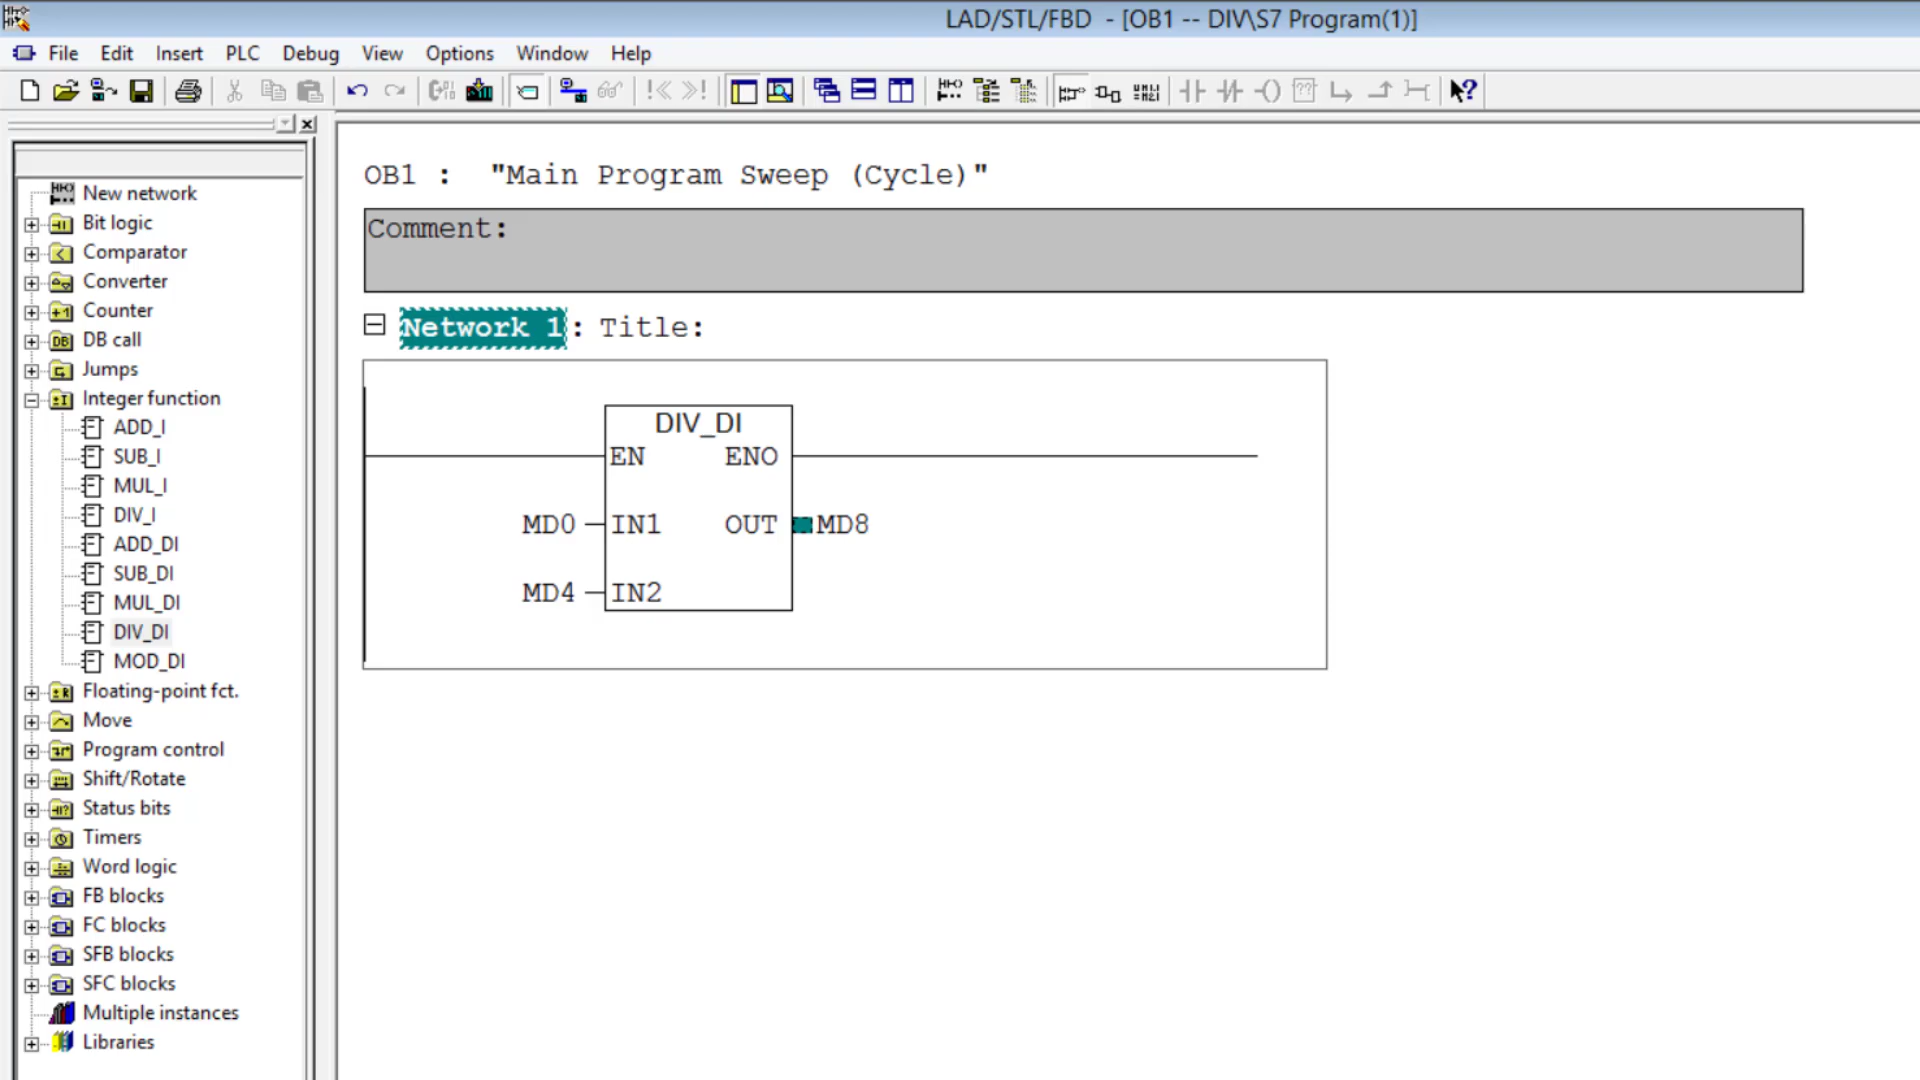 LAD/STL/FBD - [OB1 -- DIV\S7 Program(1)]
File Edit Insert PLC Debug View Options Window Help
New network
Bit logic
Comparator
Converter
Counter
DB call
Jumps
Integer function
ADD_I
SUB_I
MUL_I
DIV_I
ADD_DI
SUB_DI
MUL_DI
DIV_DI
MOD_DI
Floating-point fct.
Move
Program control
Shift/Rotate
Status bits
Timers
Word logic
FB blocks
FC blocks
SFB blocks
SFC blocks
Multiple instances
Libraries
OB1 : "Main Program Sweep (Cycle)"
Comment:
Network 1: Title:
DIV_DI
EN ENO
MD0 IN1 OUT MD8
MD4 IN2